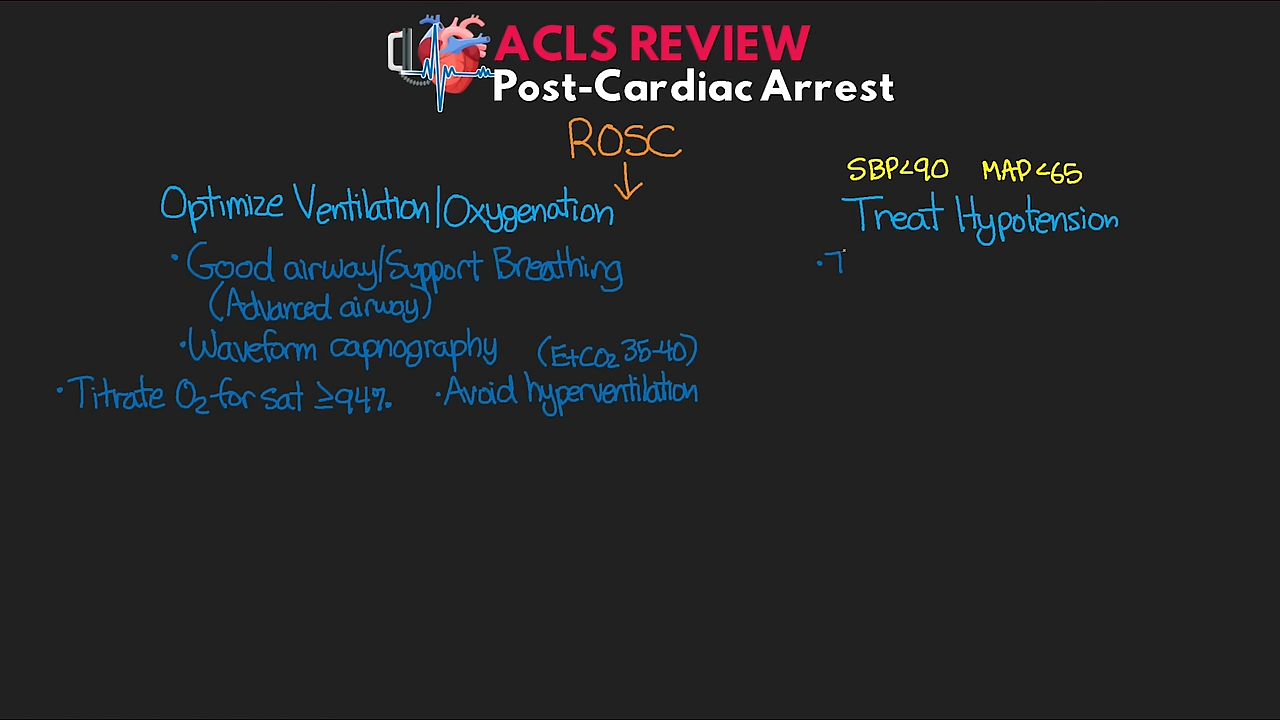 ACLS REVIEW
Post-Cardiac Arrest
ROSC
Optimize Ventilation/Oxygenation
• Good airway/Support Breathing
(Advanced airway)
• Waveform capnography (EtCO₂ 35-40)
• Titrate O₂ for sat ≥94% • Avoid hyperventilation
SBP<90 MAP<65
Treat Hypotension
• T